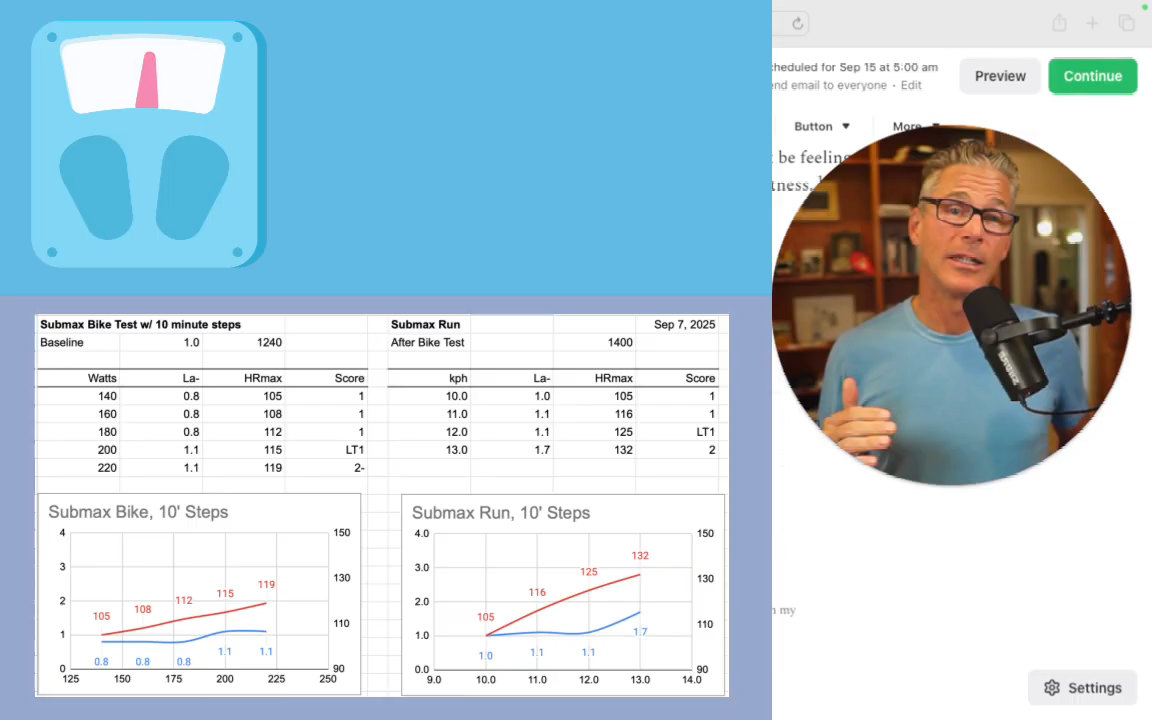 cheduled for Sep 15 at 5:00 am
end email to everyone · Edit
Preview
Continue
Button
More
be feeling
tness.
Submax Bike Test w/ 10 minute steps
Baseline 1.0 1240
Watts La- HRmax Score
140 0.8 105 1
160 0.8 108 1
180 0.8 112 1
200 1.1 115 LT1
220 1.1 119 2-
Submax Run Sep 7, 2025
After Bike Test 1400
kph La- HRmax Score
10.0 1.0 105 1
11.0 1.1 116 1
12.0 1.1 125 LT1
13.0 1.7 132 2
Submax Bike, 10' Steps
4 150
3 130
2 110
1
0 90
105 108 112 115 119
0.8 0.8 0.8 1.1 1.1
125 150 175 200 225 250
Submax Run, 10' Steps
4.0 150
3.0 130
2.0 110
1.0
0.0 90
105 116 125 132
1.0 1.1 1.1 1.7
9.0 10.0 11.0 12.0 13.0 14.0
my
Settings